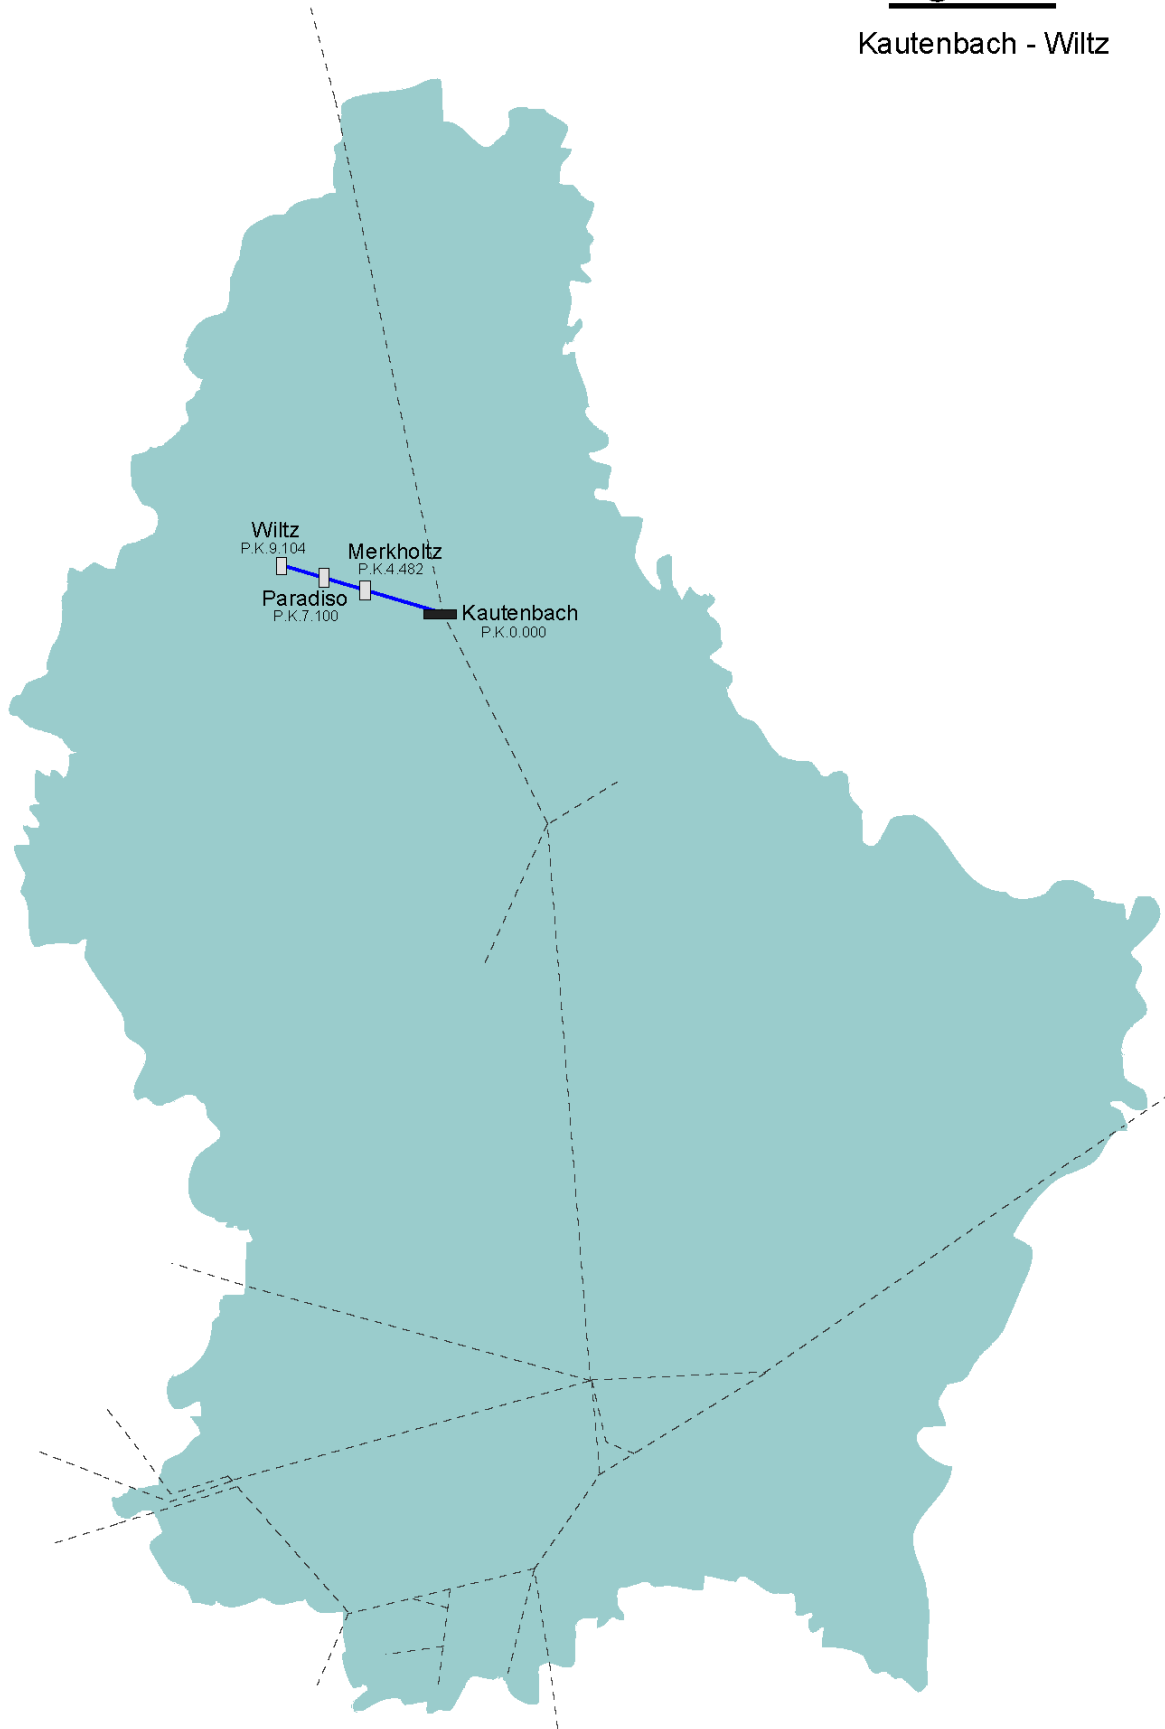 Kautenbach - Wiltz
Wiltz
P.K.9.104
Merkholtz
P.K.4.482
Paradiso
P.K.7.100
Kautenbach
P.K.0.000